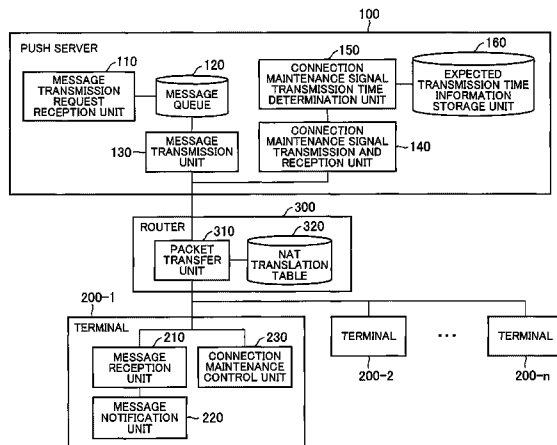 100
PUSH SERVER
110
MESSAGE
TRANSMISSION
REQUEST
RECEPTION UNIT
120
MESSAGE
QUEUE
130
MESSAGE
TRANSMISSION
UNIT
150
CONNECTION
MAINTENANCE SIGNAL
TRANSMISSION TIME
DETERMINATION UNIT
160
EXPECTED
TRANSMISSION TIME
INFORMATION
STORAGE UNIT
CONNECTION
MAINTENANCE SIGNAL
TRANSMISSION AND
RECEPTION UNIT
140
300
ROUTER
310
PACKET
TRANSFER
UNIT
320
NAT
TRANSLATION
TABLE
200-1
TERMINAL
210
MESSAGE
RECEPTION
UNIT
230
CONNECTION
MAINTENANCE
CONTROL UNIT
MESSAGE
NOTIFICATION
UNIT
220
TERMINAL
200-2
...
TERMINAL
200-n